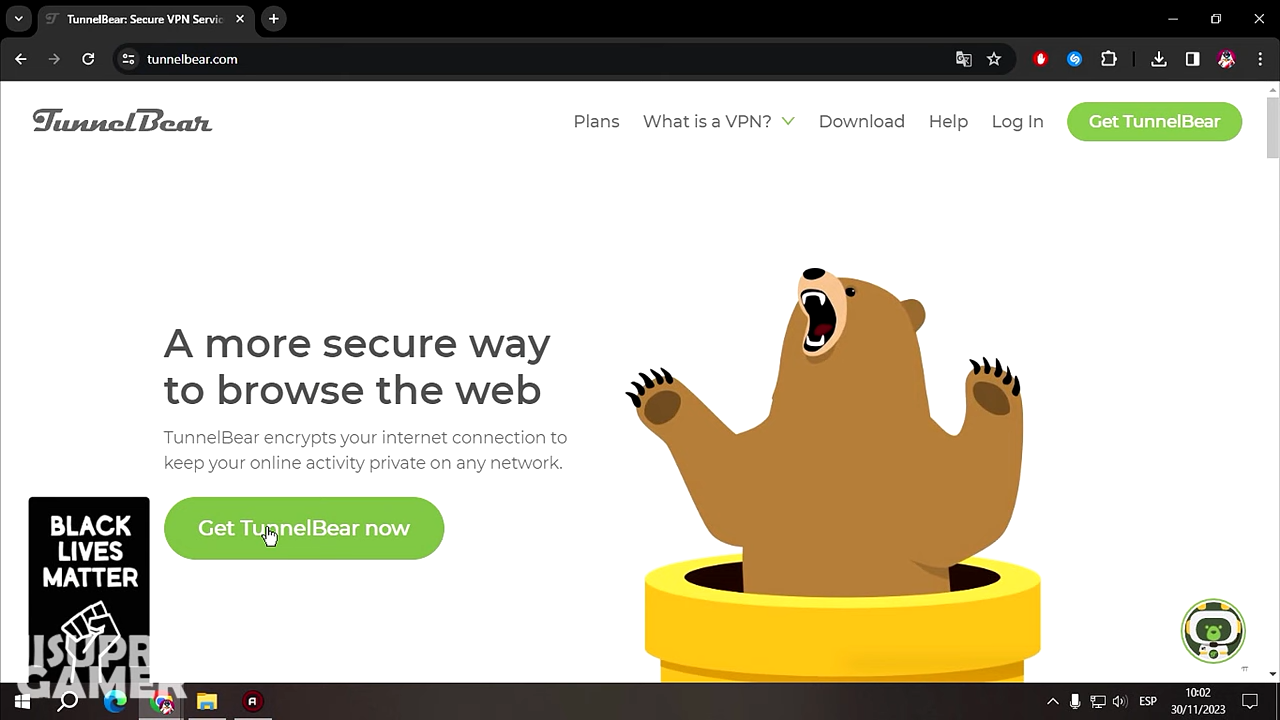 TunnelBear: Secure VPN Servic
tunnelbear.com
TunnelBear
Plans
What is a VPN?
Download
Help
Log In
Get TunnelBear
A more secure way
to browse the web
TunnelBear encrypts your internet connection to
keep your online activity private on any network.
Get TunnelBear now
BLACK
LIVES
MATTER
GAMER
ESP
10:02
30/11/2023